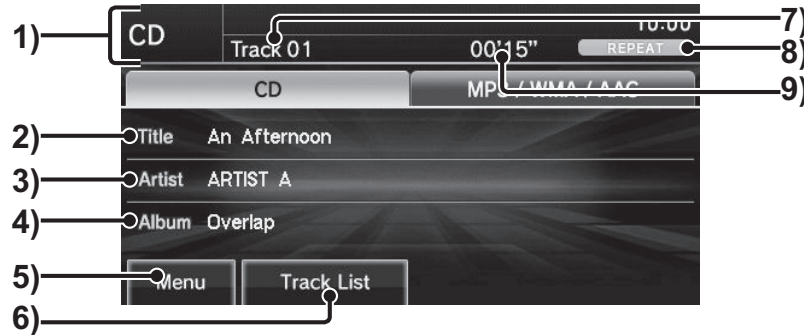 10:00
7)
1)
CD
Track 01
00'15"
REPEAT
8)
CD
MP3 / WMA / AAC
9)
2)
Title An Afternoon
3)
Artist ARTIST A
4)
Album Overlap
5)
Menu
Track List
6)